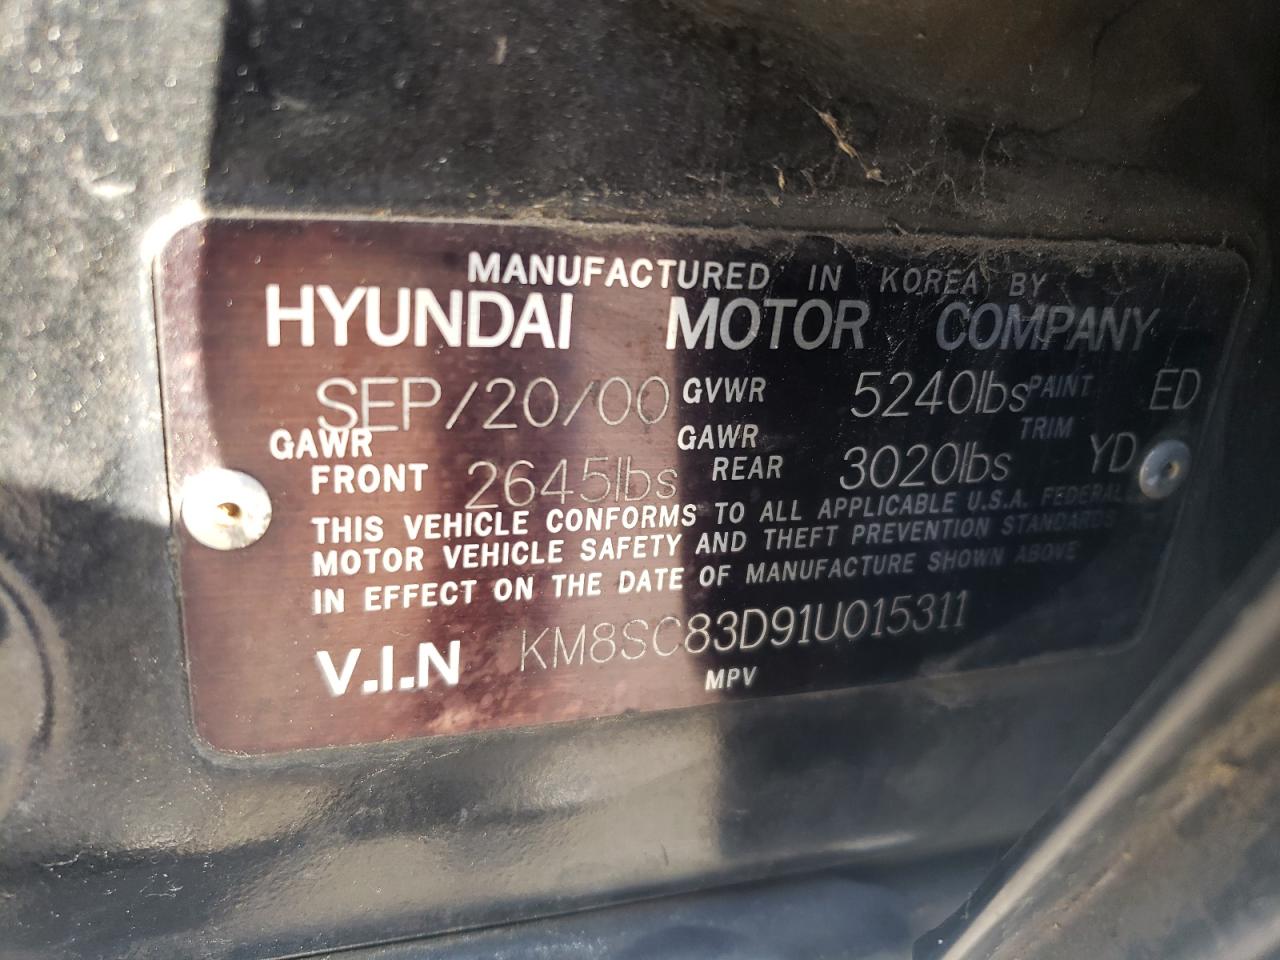 MANUFACTURED IN KOREA BY
HYUNDAI MOTOR COMPANY
SEP/20/00 GVWR 5240lbs PAINT ED
GAWR FRONT 2645lbs GAWR REAR 3020lbs TRIM YD
THIS VEHICLE CONFORMS TO ALL APPLICABLE U.S.A. FEDERAL
MOTOR VEHICLE SAFETY AND THEFT PREVENTION STANDARDS
IN EFFECT ON THE DATE OF MANUFACTURE SHOWN ABOVE
V.I.N KM8SC83D91U015311
MPV